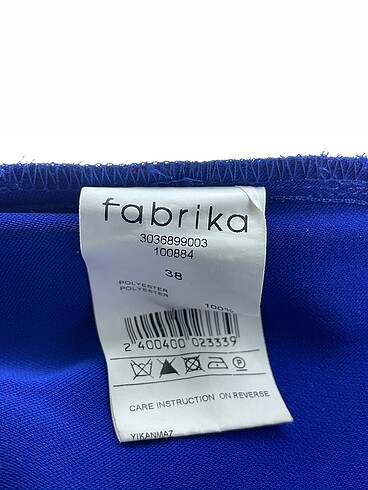 fabrika
3036899003
100884
38
POLYESTER
POLYESTER
100%
2 400400 023339
P
CARE INSTRUCTION ON REVERSE
YIKANMAZ